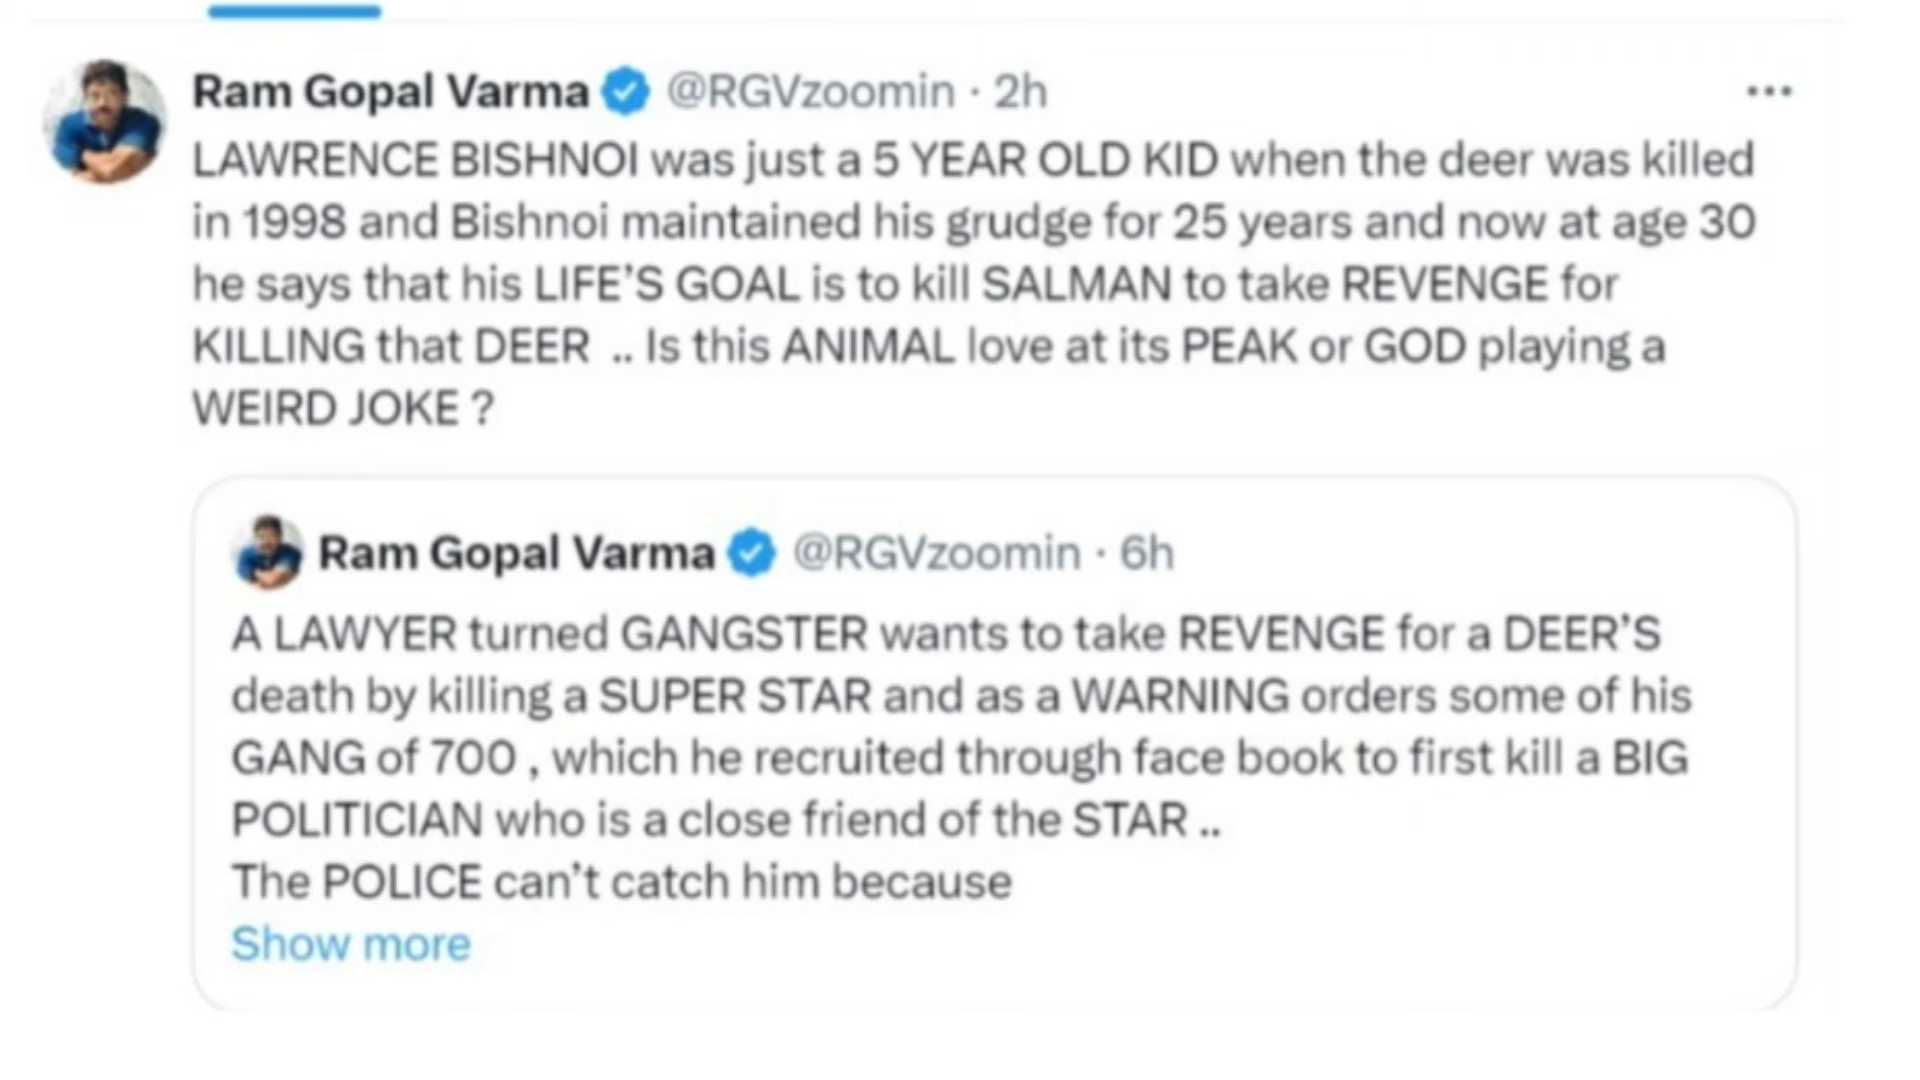 Ram Gopal Varma @RGVzoomin · 2h
LAWRENCE BISHNOI was just a 5 YEAR OLD KID when the deer was killed
in 1998 and Bishnoi maintained his grudge for 25 years and now at age 30
he says that his LIFE’S GOAL is to kill SALMAN to take REVENGE for
KILLING that DEER .. Is this ANIMAL love at its PEAK or GOD playing a
WEIRD JOKE ?
Ram Gopal Varma @RGVzoomin · 6h
A LAWYER turned GANGSTER wants to take REVENGE for a DEER’S
death by killing a SUPER STAR and as a WARNING orders some of his
GANG of 700 , which he recruited through face book to first kill a BIG
POLITICIAN who is a close friend of the STAR ..
The POLICE can’t catch him because
Show more